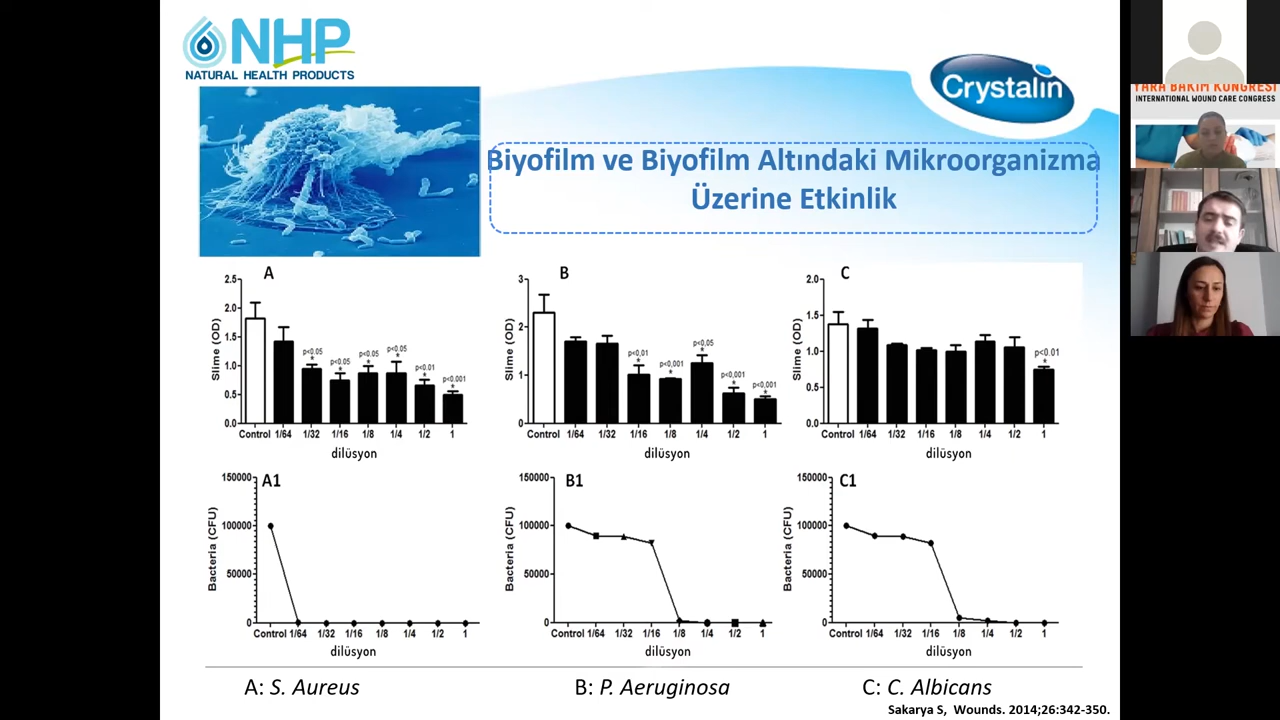 NHP
NATURAL HEALTH PRODUCTS
Crystalin
YARA BAKIM KONGRESİ
INTERNATIONAL WOUND CARE CONGRESS
Biyofilm ve Biyofilm Altındaki Mikroorganizma
Üzerine Etkinlik
A
Slime (OD)
2.5
2.0
1.5
1.0
0.5
0.0
p<0.05
p<0.05
p<0.05
p<0.05
p<0.01
p<0.001
* * * * * *
Control 1/64 1/32 1/16 1/8 1/4 1/2 1
dilüsyon
B
Slime (OD)
3
2
1
0
p<0,01
p<0,001
p<0,05
p<0,001
p<0,001
* * * * *
Control 1/64 1/32 1/16 1/8 1/4 1/2 1
dilüsyon
C
Slime (OD)
2.0
1.5
1.0
0.5
0.0
p<0.01
*
Control 1/64 1/32 1/16 1/8 1/4 1/2 1
dilüsyon
A1
Bacteria (CFU)
150000
100000
50000
0
Control 1/64 1/32 1/16 1/8 1/4 1/2 1
dilüsyon
B1
Bacteria (CFU)
150000
100000
50000
0
Control 1/64 1/32 1/16 1/8 1/4 1/2 1
dilüsyon
C1
Bacteria (CFU)
150000
100000
50000
0
Control 1/64 1/32 1/16 1/8 1/4 1/2 1
dilüsyon
A: S. Aureus
B: P. Aeruginosa
C: C. Albicans
Sakarya S, Wounds. 2014;26:342-350.